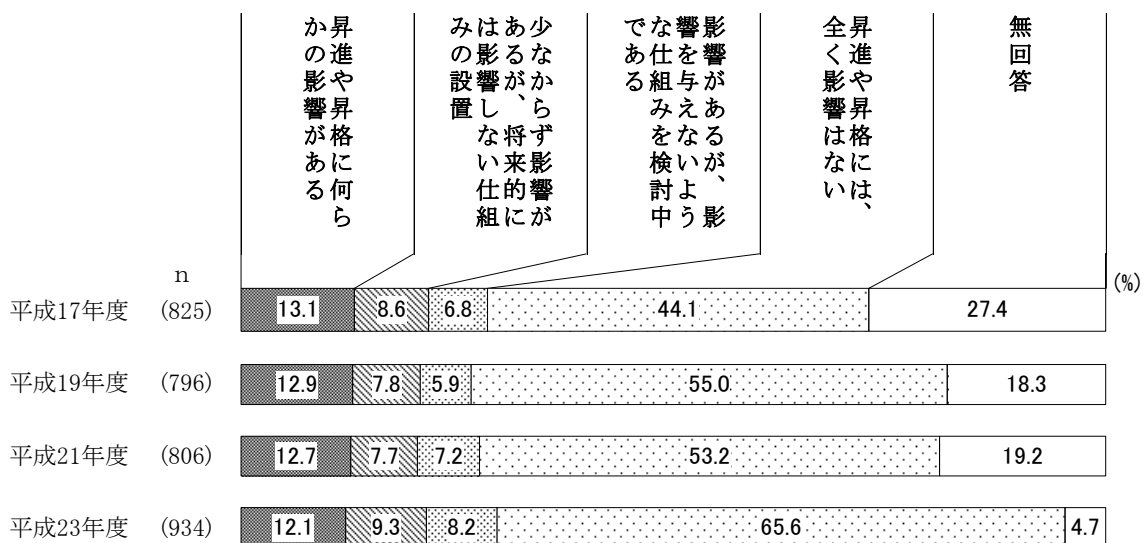 昇進や昇格に何ら
かの影響がある
少なからず影響が
あるが、将来的に
は影響しない仕組
みの設置
影響があるが、影
響を与えないよう
な仕組みを検討中
である
昇進や昇格には、
全く影響はない
無回答
n
(%)
平成17年度 (825) 13.1 8.6 6.8 44.1 27.4
平成19年度 (796) 12.9 7.8 5.9 55.0 18.3
平成21年度 (806) 12.7 7.7 7.2 53.2 19.2
平成23年度 (934) 12.1 9.3 8.2 65.6 4.7